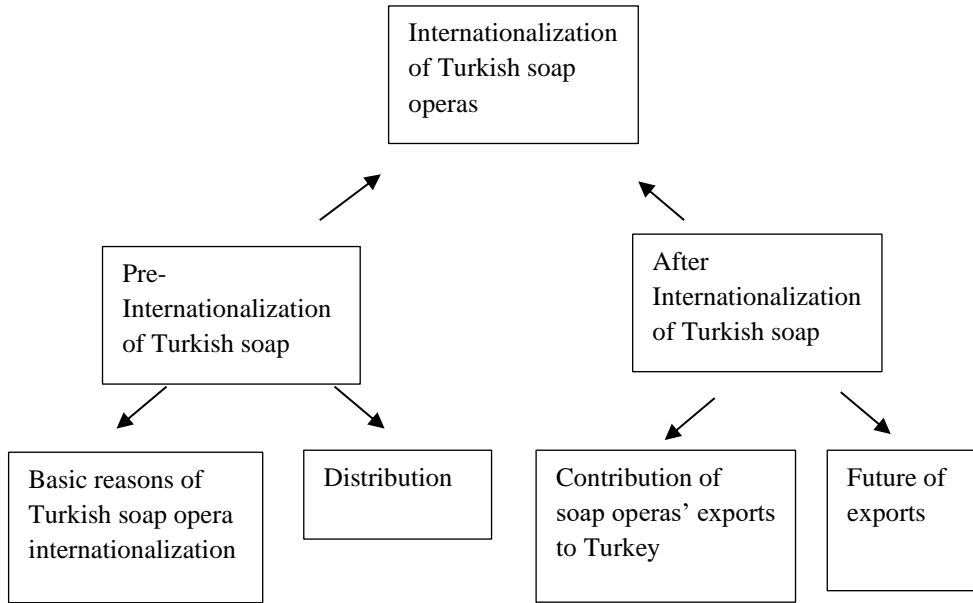 Internationalization
of Turkish soap
operas
Pre-
Internationalization
of Turkish soap
After
Internationalization
of Turkish soap
Basic reasons of
Turkish soap opera
internationalization
Distribution
Contribution of
soap operas’ exports
to Turkey
Future of
exports